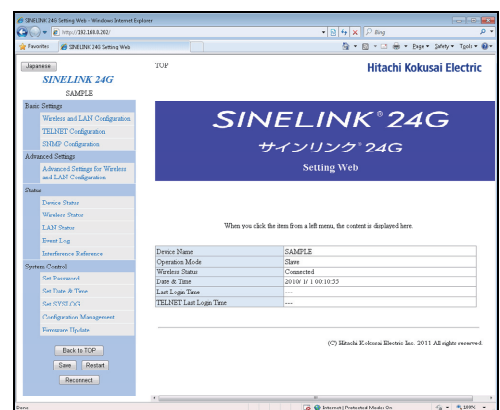 SINELINK 24G Setting Web - Windows Internet Explorer
http://192.168.0.202/
Bing
Favorites
SINELINK 24G Setting Web
Page
Safety
Tools
Japanese
TOP
Hitachi Kokusai Electric
SINELINK 24G
SAMPLE
Basic Settings
Wireless and LAN Configuration
TELNET Configuration
SNMP Configuration
Advanced Settings
Advanced Settings for Wireless
and LAN Configuration
Status
Device Status
Wireless Status
LAN Status
Event Log
Interference Reference
System Control
Set Password
Set Date & Time
Set SYSLOG
Configuration Management
Firmware Update
Back to TOP
Save Restart
Reconnect
SINELINK® 24G
サインリンク® 24G
Setting Web
When you click the item from a left menu, the content is displayed here.
Device Name SAMPLE
Operation Mode Slave
Wireless Status Connected
Date & Time 2010/ 1/ 1 00:10:55
Last Login Time ---
TELNET Last Login Time ---
(C) Hitachi Kokusai Electric Inc. 2011 All rights reserved.
Internet | Protected Mode: On
100%